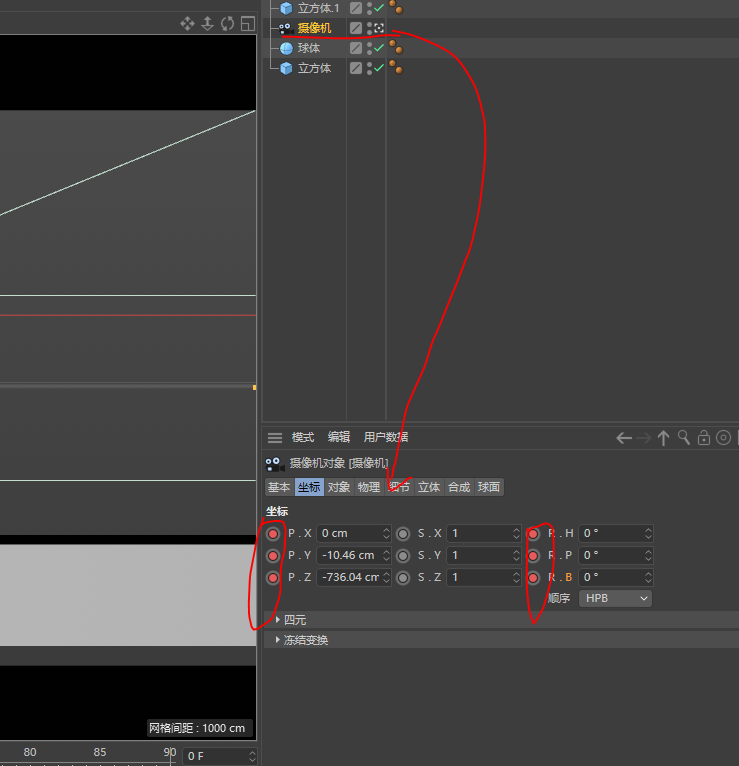 立方体.1
摄像机
球体
立方体
模式 编辑 用户数据
摄像机对象 [摄像机]
基本 坐标 对象 物理 细节 立体 合成 球面
坐标
P . X 0 cm S . X 1 R . H 0 °
P . Y -10.46 cm S . Y 1 R . P 0 °
P . Z -736.04 cm S . Z 1 R . B 0 °
顺序 HPB
四元
冻结变换
网格间距 : 1000 cm
80 85 90 0 F